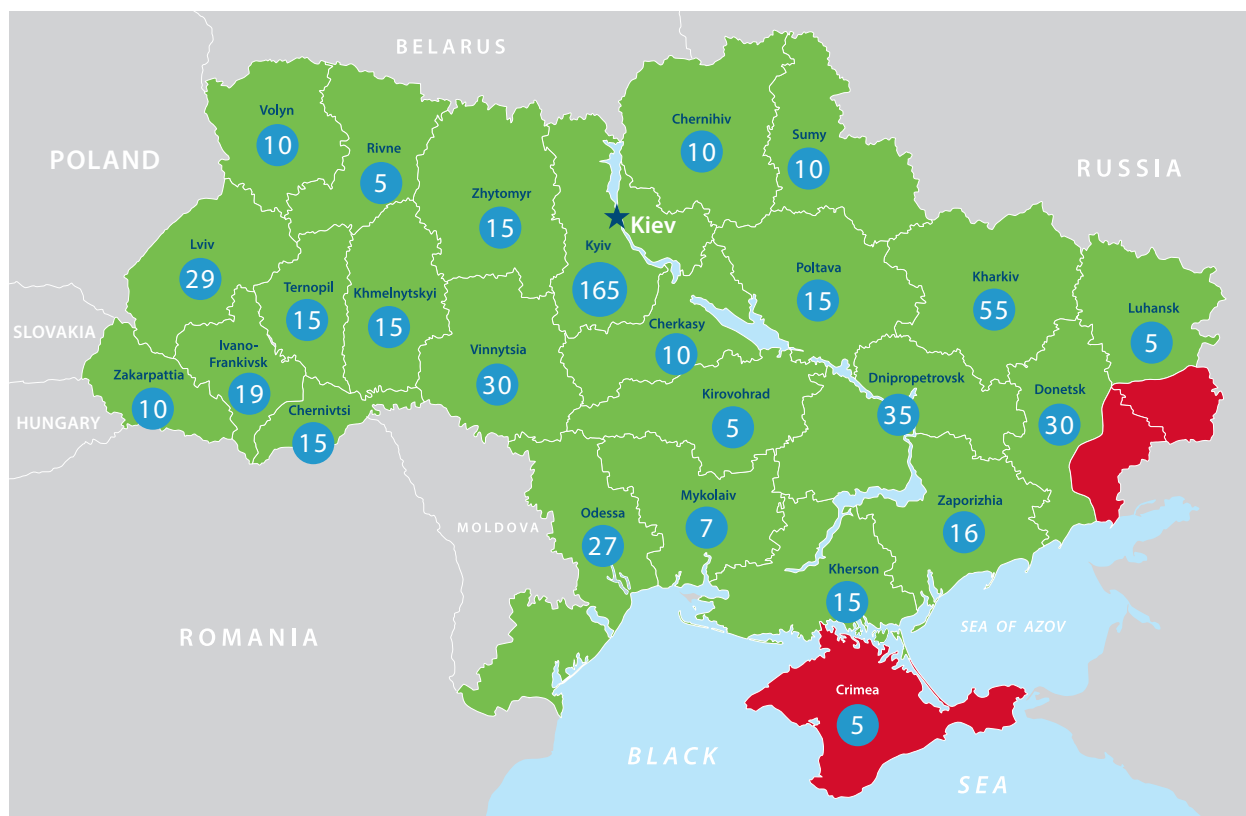 BELARUS
Volyn
10
Rivne
5
Chernihiv
10
Sumy
10
POLAND
RUSSIA
Zhytomyr
15
Kiev
Lviv
29
Kyiv
165
Ternopil
15
Khmelnytskyi
15
Poltava
15
Kharkiv
55
Luhansk
5
SLOVAKIA
Ivano-
Frankivsk
19
Cherkasy
10
Vinnytsia
30
Zakarpattia
10
Dnipropetrovsk
35
Donetsk
30
HUNGARY
Chernivtsi
15
Kirovohrad
5
Mykolaiv
7
Zaporizhia
16
Odessa
27
MOLDOVA
Kherson
15
ROMANIA
SEA OF AZOV
Crimea
5
BLACK
SEA